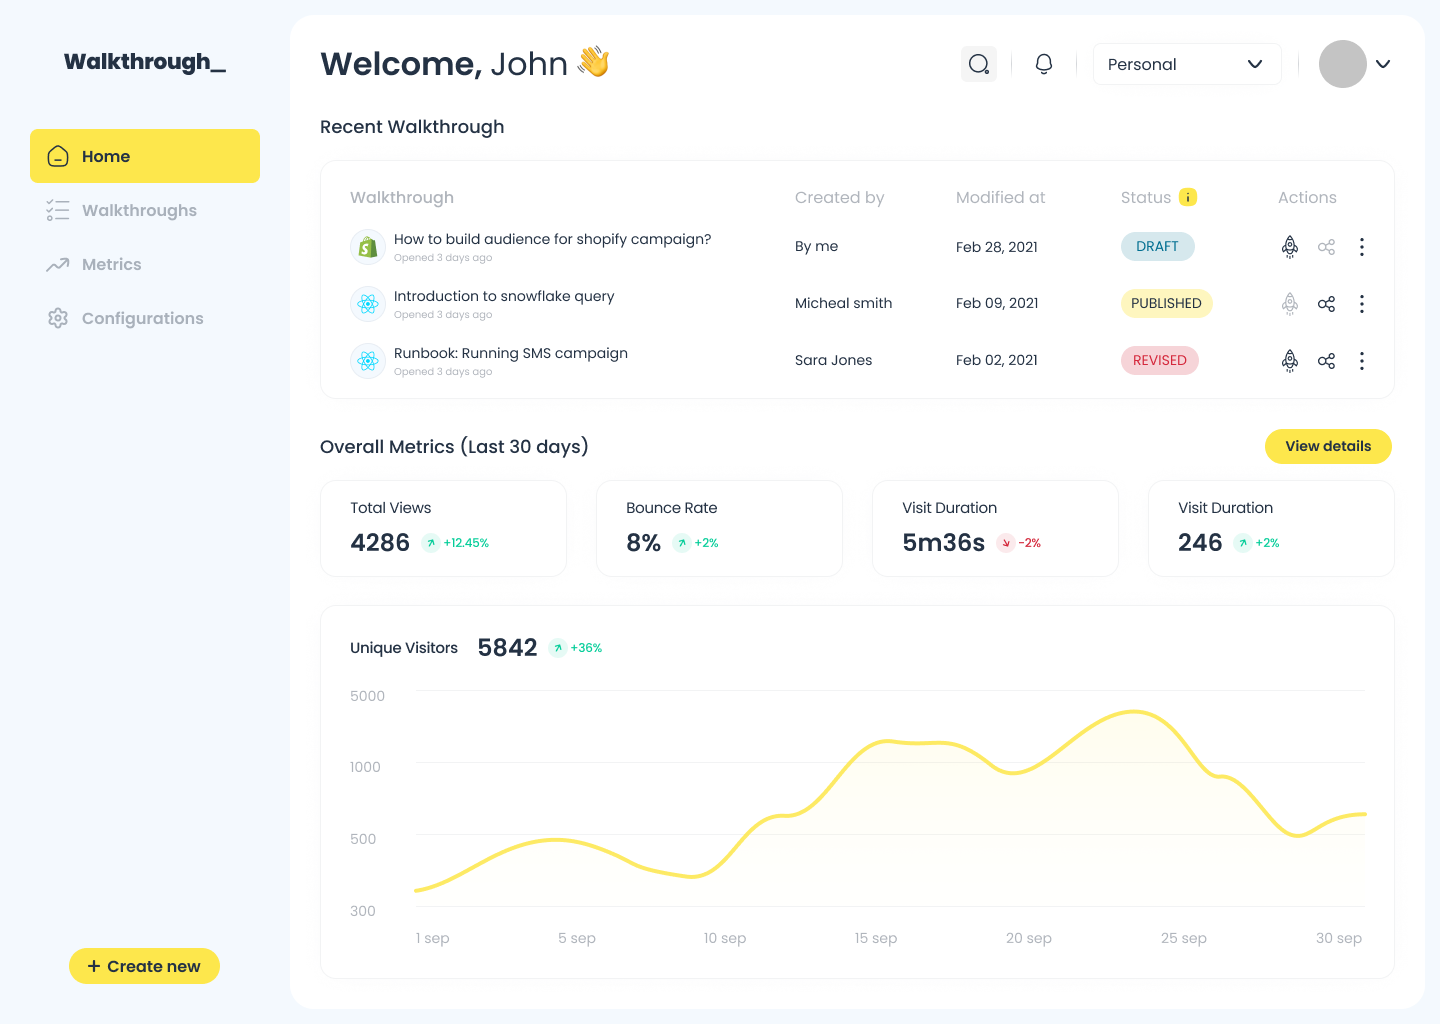 Walkthrough_
Home
Walkthroughs
Metrics
Configurations
+ Create new
Welcome, John 👋
Personal
Recent Walkthrough
Walkthrough Created by Modified at Status i Actions
How to build audience for shopify campaign? By me Feb 28, 2021 DRAFT
Opened 3 days ago
Introduction to snowflake query Micheal smith Feb 09, 2021 PUBLISHED
Opened 3 days ago
Runbook: Running SMS campaign Sara Jones Feb 02, 2021 REVISED
Opened 3 days ago
Overall Metrics (Last 30 days) View details
Total Views
4286 +12.45%
Bounce Rate
8% +2%
Visit Duration
5m36s -2%
Visit Duration
246 +2%
Unique Visitors 5842 +36%
5000
1000
500
300
1 sep 5 sep 10 sep 15 sep 20 sep 25 sep 30 sep